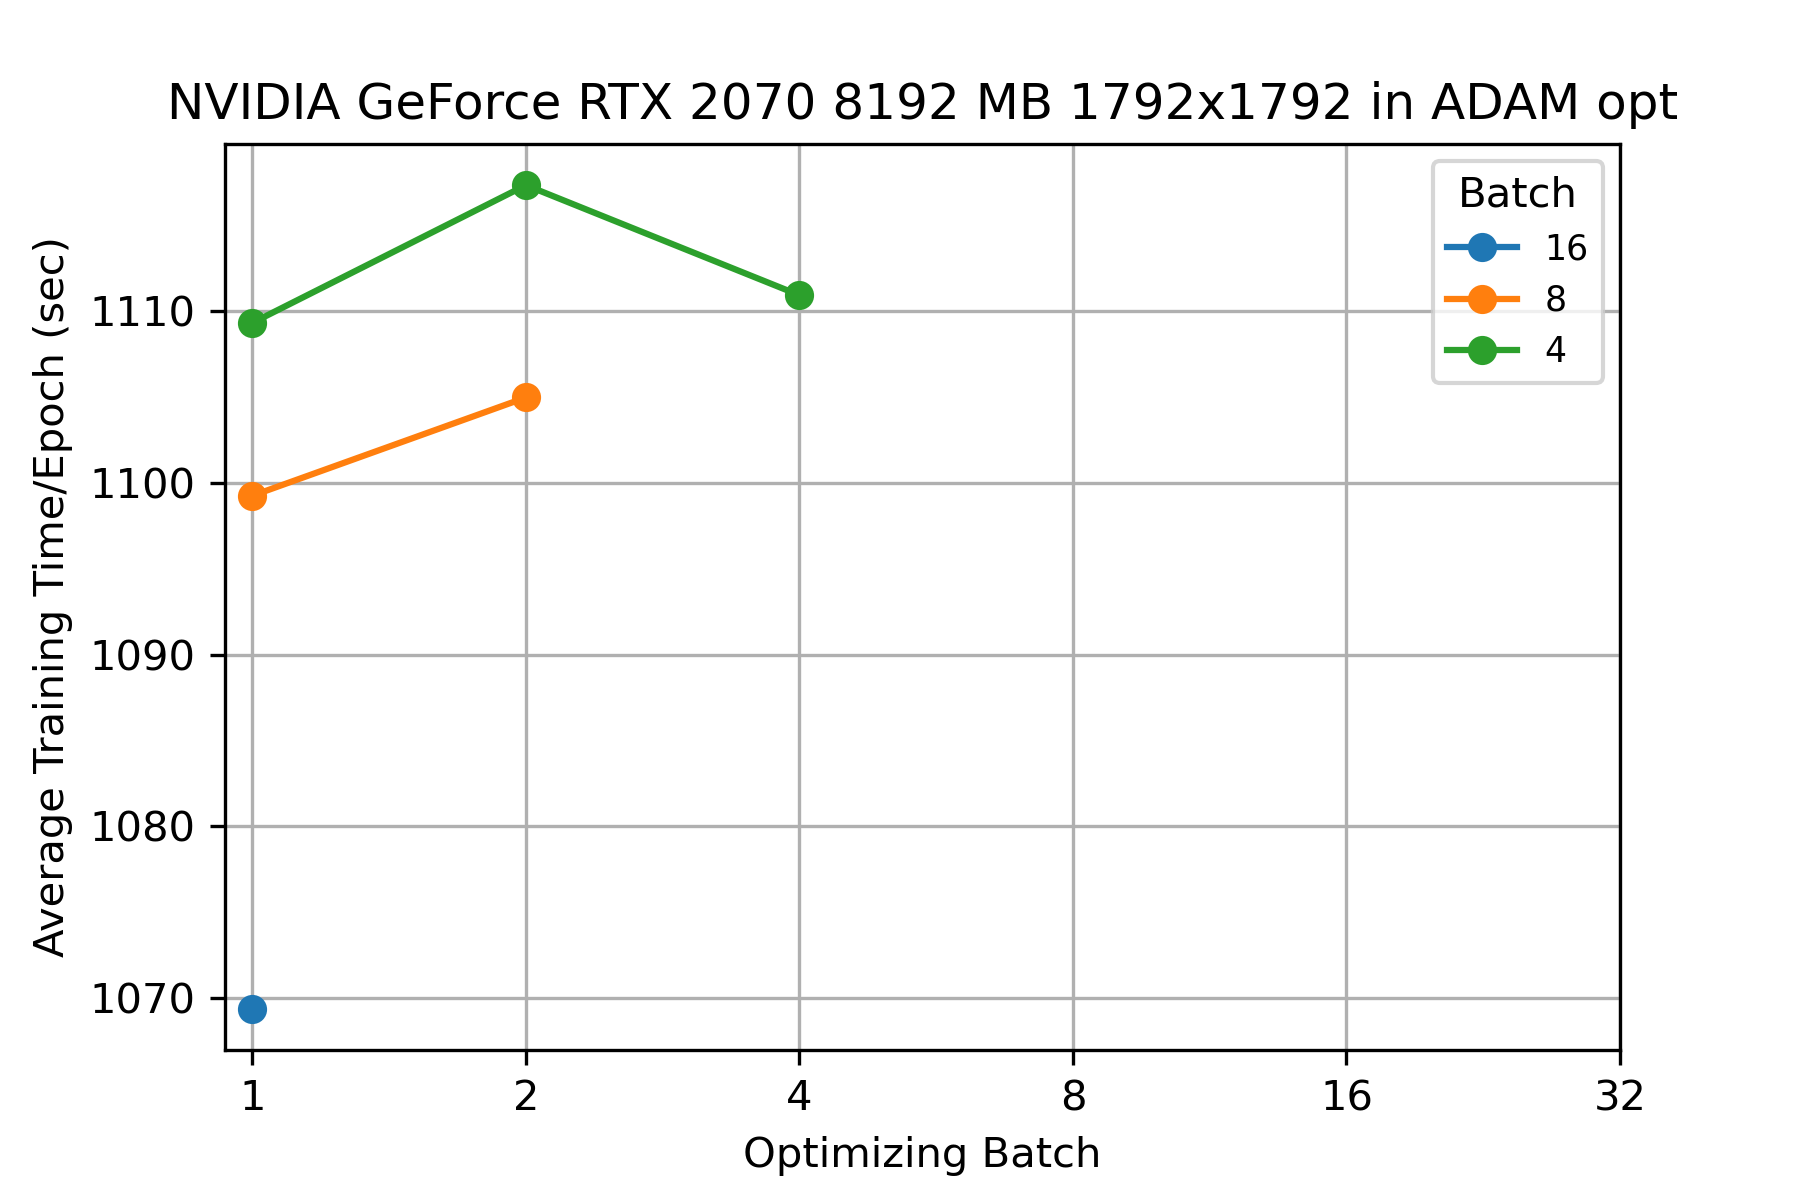 NVIDIA GeForce RTX 2070 8192 MB 1792x1792 in ADAM opt
Average Training Time/Epoch (sec)
1110
1100
1090
1080
1070
Batch
16
8
4
1 2 4 8 16 32
Optimizing Batch